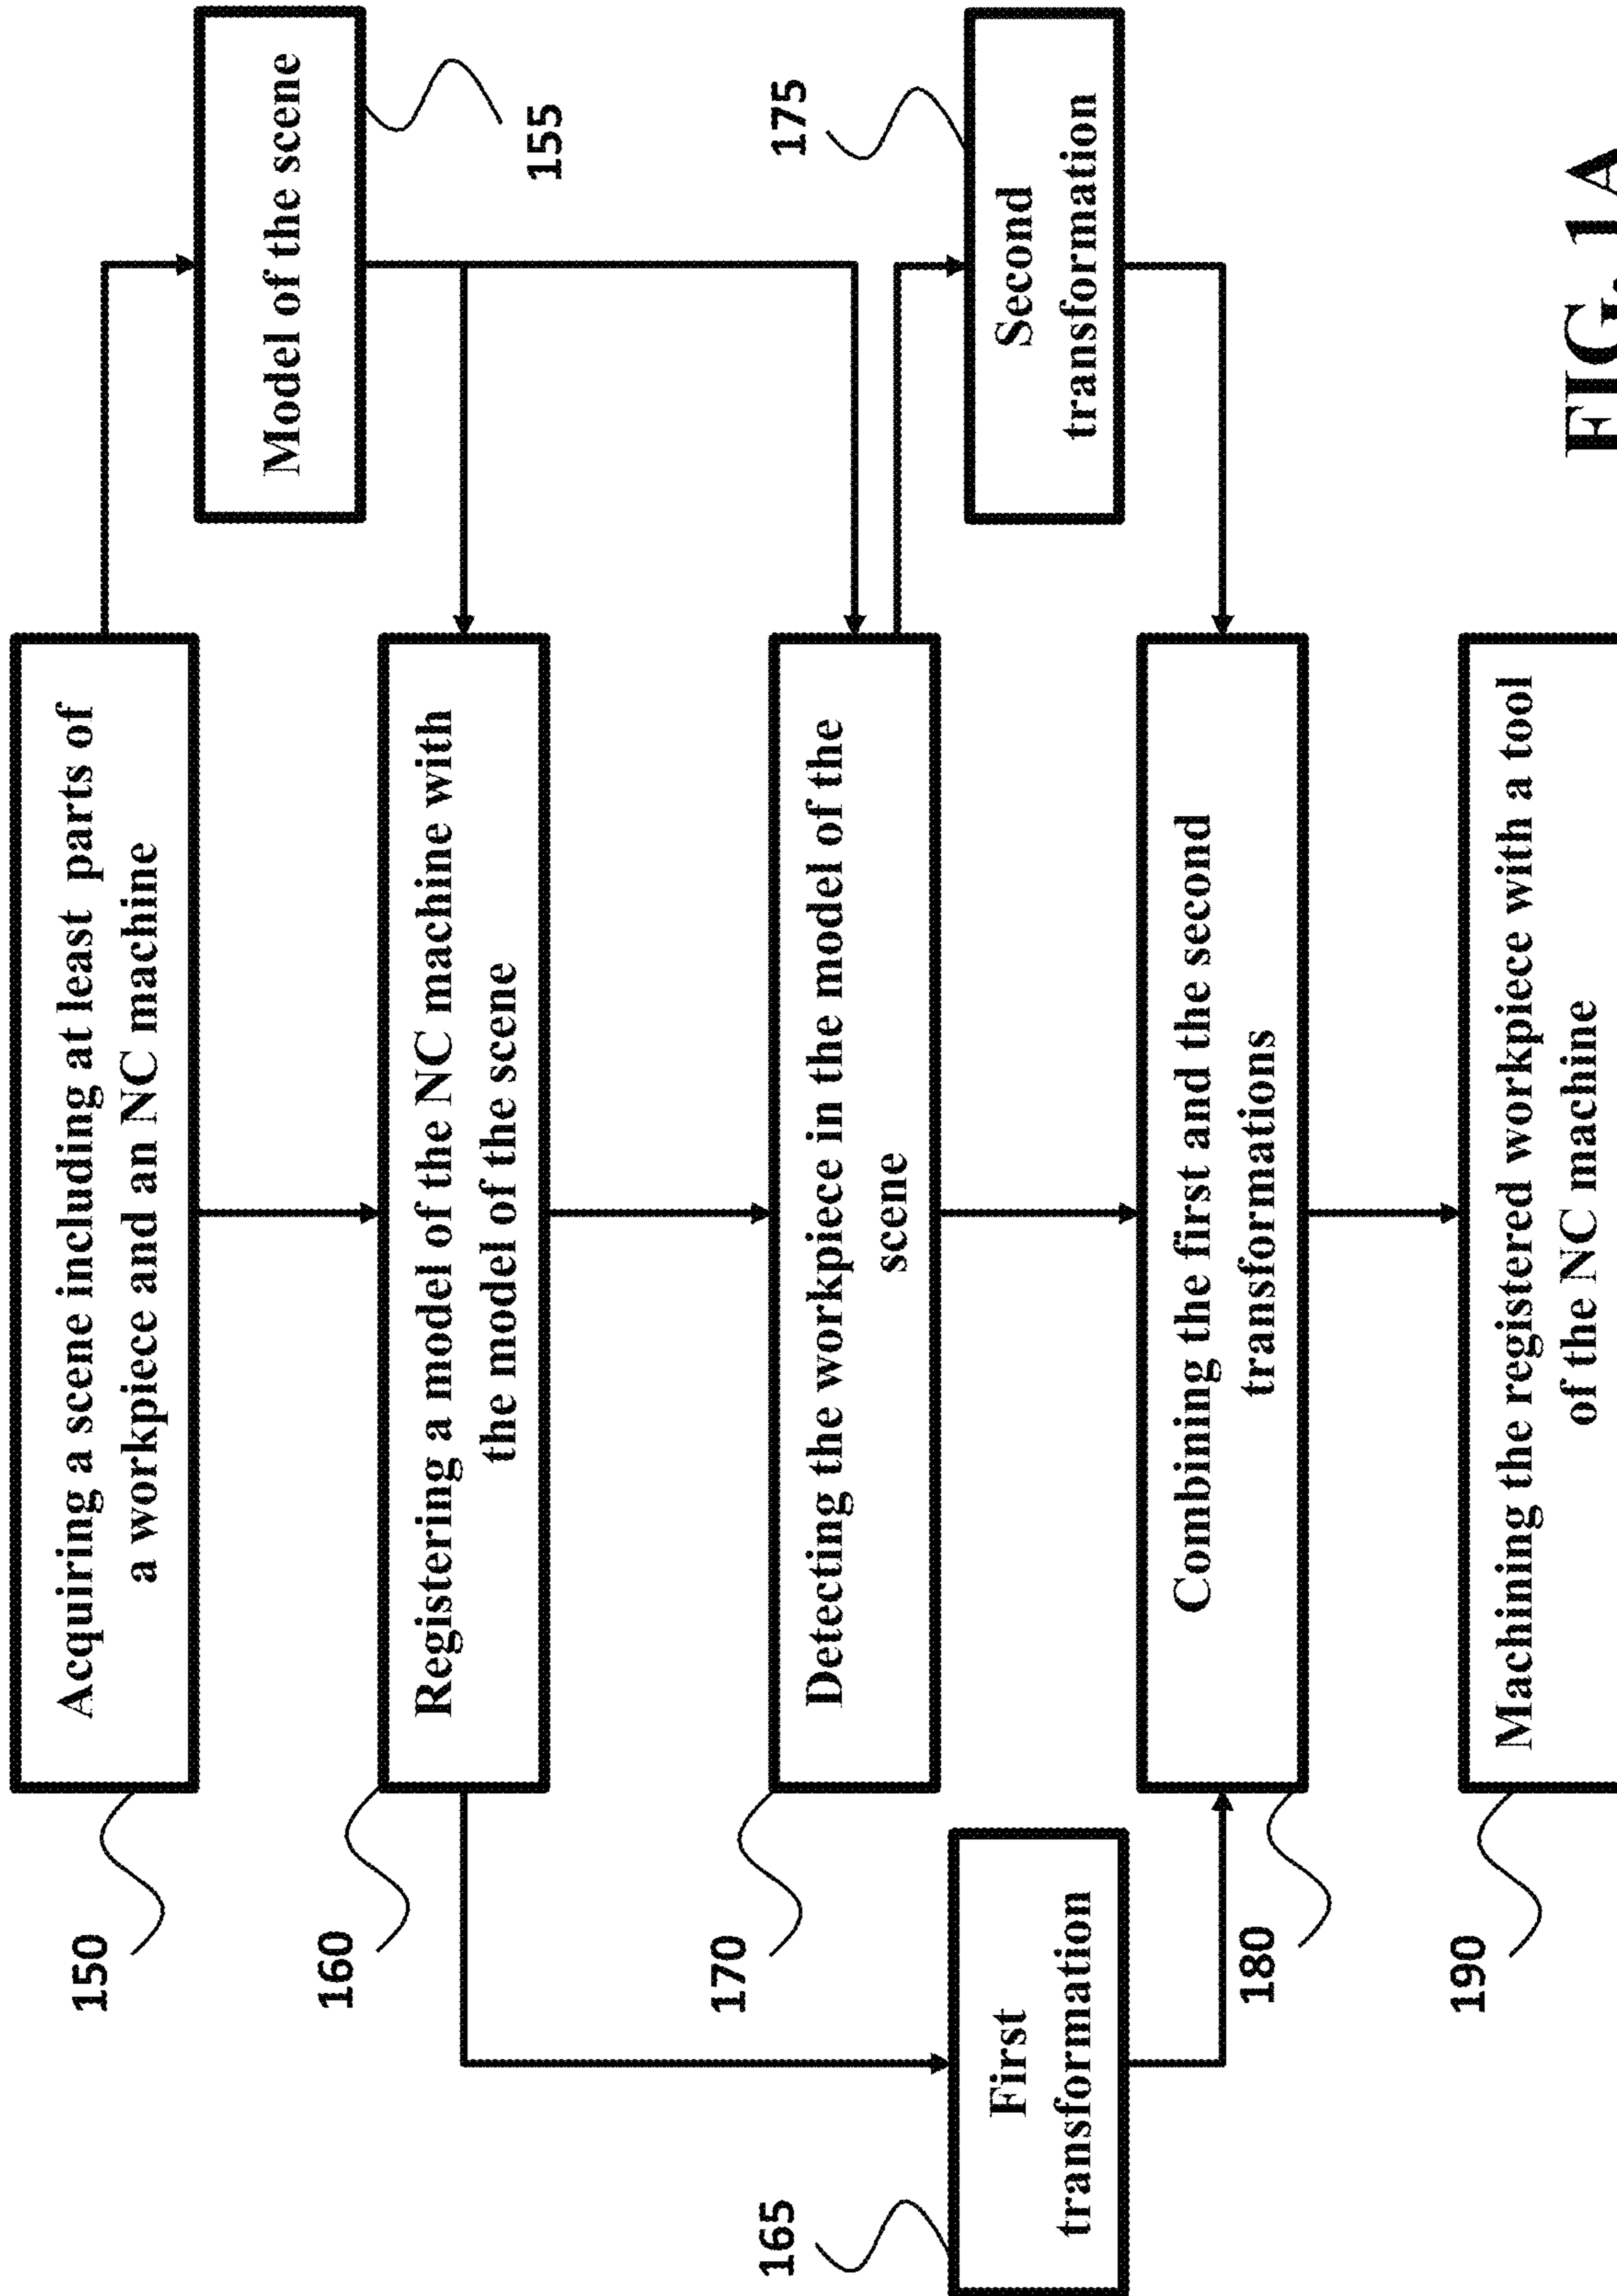 150
Acquiring a scene including at least parts of
a workpiece and an NC machine
Model of the scene
155
160
Registering a model of the NC machine with
the model of the scene
170
Detecting the workpiece in the model of the
scene
175
Second
transformation
165
First
transformation
180
Combining the first and the second
transformations
190
Machining the registered workpiece with a tool
of the NC machine
FIG. 1A